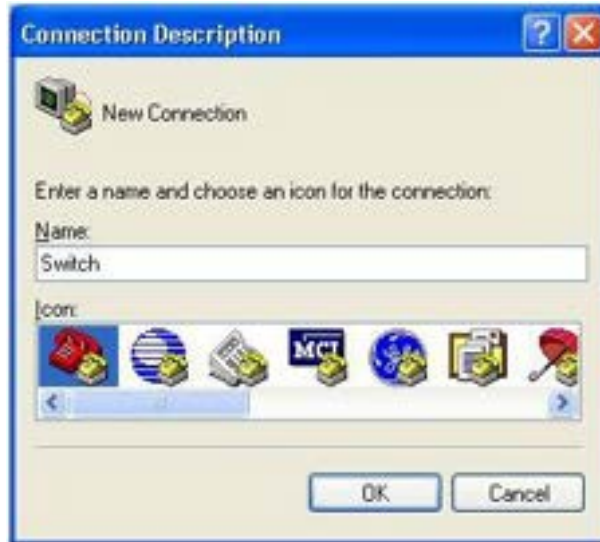 Connection Description
New Connection
Enter a name and choose an icon for the connection:
Name:
Switch
Icon:
MCI
OK Cancel